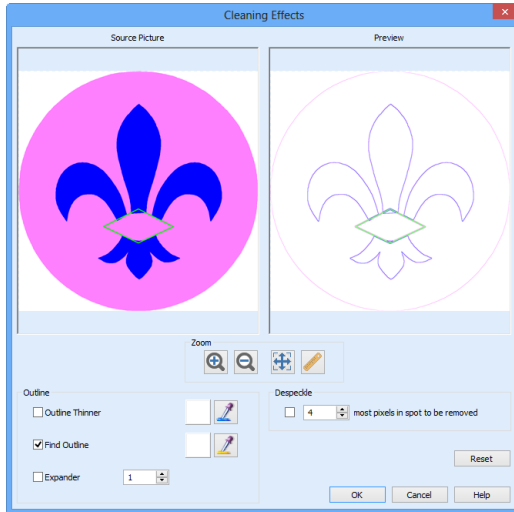 Cleaning Effects
Source Picture
Preview
Zoom
Outline
Outline Thinner
Find Outline
Expander
1
Despeckle
4 most pixels in spot to be removed
Reset
OK
Cancel
Help